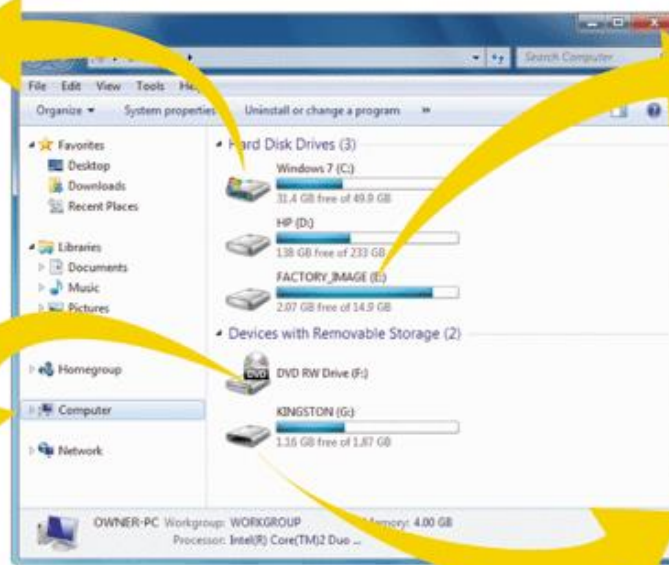 Search Computer
File Edit View Tools
Organize System properties Uninstall or change a program »
Favorites
Desktop
Downloads
Recent Places
Libraries
Documents
Music
Pictures
Homegroup
Computer
Network
Hard Disk Drives (3)
Windows 7 (C:)
31.4 GB free of 49.9 GB
HP (D:)
138 GB free of 233 GB
FACTORY_IMAGE (E:)
2.07 GB free of 14.9 GB
Devices with Removable Storage (2)
DVD
DVD RW Drive (F:)
KINGSTON (G:)
1.16 GB free of 1.87 GB
OWNER-PC Workgroup: WORKGROUP Memory: 4.00 GB
Processor: Intel(R) Core(TM)2 Duo ...